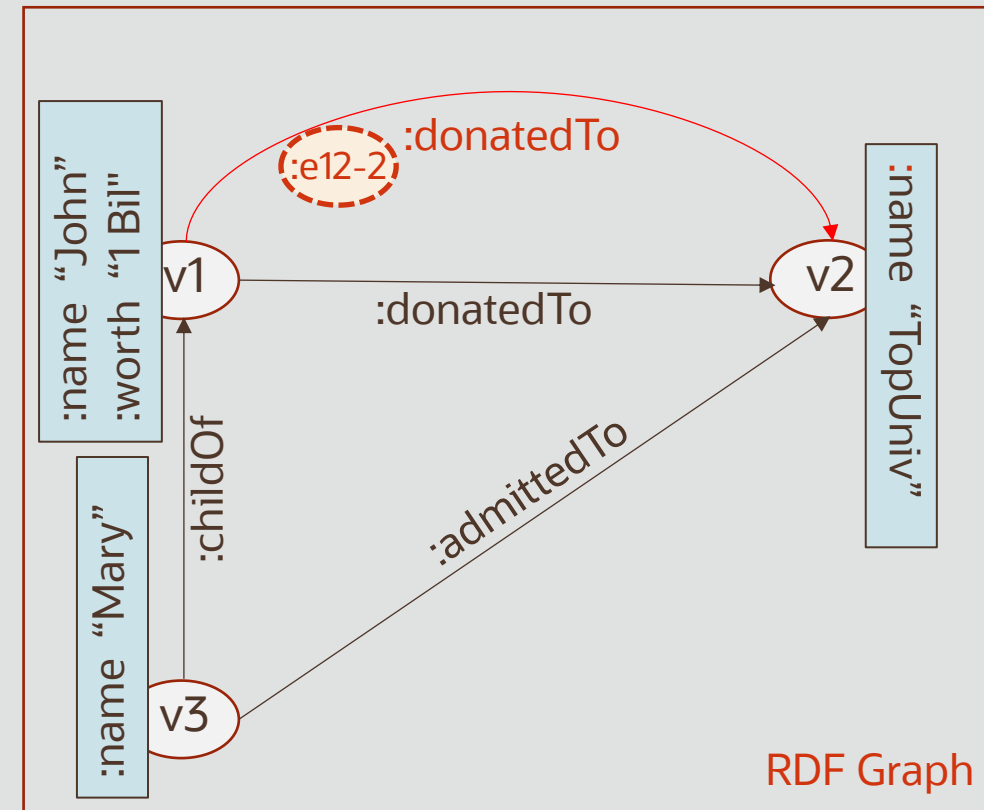 :donatedTo
:e12-2
:name “John”
:worth “1 Bil"
v1
v2
:name “TopUniv”
:donatedTo
:childOf
:admittedTo
:name “Mary”
v3
RDF Graph